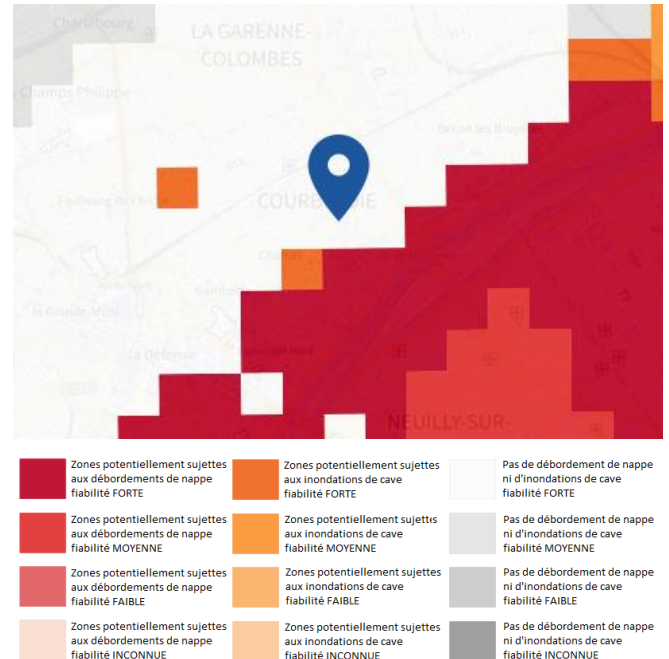 Charlebourg
LA GARENNE-
COLOMBES
Champs Philippe
Bécon les Bruyères
Faubourg de l'Arche
COURBEVOIE
Gambetta
la Grande Arche
la Défense
NEUILLY-SUR-
Zones potentiellement sujettes
aux débordements de nappe
fiabilité FORTE
Zones potentiellement sujettes
aux inondations de cave
fiabilité FORTE
Pas de débordement de nappe
ni d'inondations de cave
fiabilité FORTE
Zones potentiellement sujettes
aux débordements de nappe
fiabilité MOYENNE
Zones potentiellement sujettes
aux inondations de cave
fiabilité MOYENNE
Pas de débordement de nappe
ni d'inondations de cave
fiabilité MOYENNE
Zones potentiellement sujettes
aux débordements de nappe
fiabilité FAIBLE
Zones potentiellement sujettes
aux inondations de cave
fiabilité FAIBLE
Pas de débordement de nappe
ni d'inondations de cave
fiabilité FAIBLE
Zones potentiellement sujettes
aux débordements de nappe
fiabilité INCONNUE
Zones potentiellement sujettes
aux inondations de cave
fiabilité INCONNUE
Pas de débordement de nappe
ni d'inondations de cave
fiabilité INCONNUE